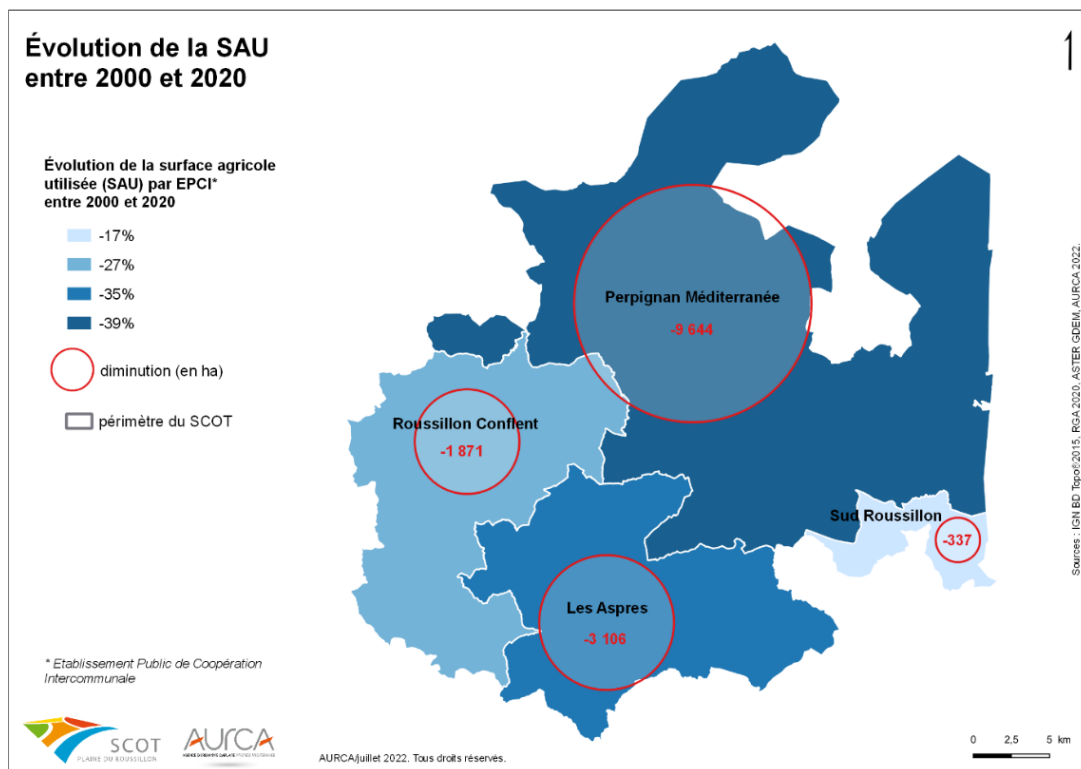 Évolution de la SAU
entre 2000 et 2020
Évolution de la surface agricole
utilisée (SAU) par EPCI*
entre 2000 et 2020
-17%
-27%
-35%
-39%
diminution (en ha)
périmètre du SCOT
Perpignan Méditerranée
-9 644
Roussillon Conflent
-1 871
Sud Roussillon
-337
Les Aspres
-3 106
* Etablissement Public de Coopération
Intercommunale
SCOT
PLAINE DU ROUSSILLON
AURCA
AURCA/juillet 2022. Tous droits réservés.
0 2,5 5 km
Sources : IGN BD Topo®2015, RGA 2020, ASTER GDEM, AURCA 2022.